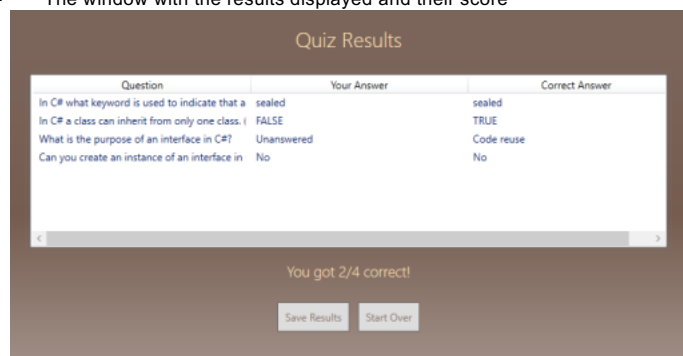 The window with the results displayed and their score
Quiz Results
Question Your Answer Correct Answer
In C# what keyword is used to indicate that a sealed sealed
In C# a class can inherit from only one class. ( FALSE TRUE
What is the purpose of an interface in C#? Unanswered Code reuse
Can you create an instance of an interface in No No
You got 2/4 correct!
Save Results Start Over